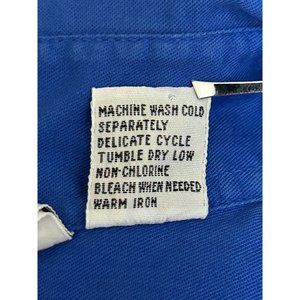 MACHINE WASH COLD
SEPARATELY
DELICATE CYCLE
TUMBLE DRY LOW
NON-CHLORINE
BLEACH WHEN NEEDED
WARM IRON